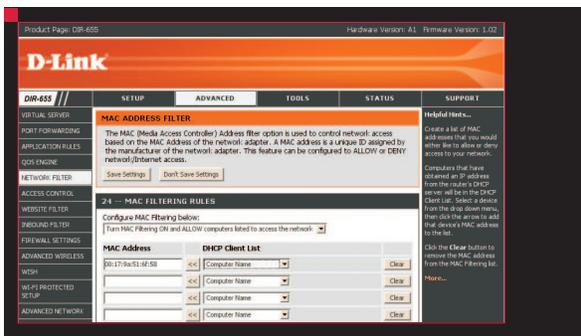 Product Page: DIR-655
Hardware Version: A1 Firmware Version: 1.02
D-Link
DIR-655
SETUP
ADVANCED
TOOLS
STATUS
SUPPORT
VIRTUAL SERVER
PORT FORWARDING
APPLICATION RULES
QOS ENGINE
NETWORK FILTER
ACCESS CONTROL
WEBSITE FILTER
INBOUND FILTER
FIREWALL SETTINGS
ADVANCED WIRELESS
WISH
WI-FI PROTECTED
SETUP
ADVANCED NETWORK
MAC ADDRESS FILTER
The MAC (Media Access Controller) Address filter option is used to control network access
based on the MAC Address of the network adapter. A MAC address is a unique ID assigned by
the manufacturer of the network adapter. This feature can be configured to ALLOW or DENY
network/Internet access.
Save Settings
Don't Save Settings
24 -- MAC FILTERING RULES
Configure MAC Filtering below:
Turn MAC Filtering ON and ALLOW computers listed to access the network
MAC Address
DHCP Client List
00:17:9a:51:6f:58
<<
Computer Name
Clear
<<
Computer Name
Clear
<<
Computer Name
Clear
<<
Computer Name
Clear
Helpful Hints...
Create a list of MAC
addresses that you would
either like to allow or deny
access to your network.
Computers that have
obtained an IP address
from the router's DHCP
server will be in the DHCP
Client List. Select a device
from the drop down menu,
then click the arrow to add
that device's MAC address
to the list.
Click the Clear button to
remove the MAC address
from the MAC Filtering list.
More...